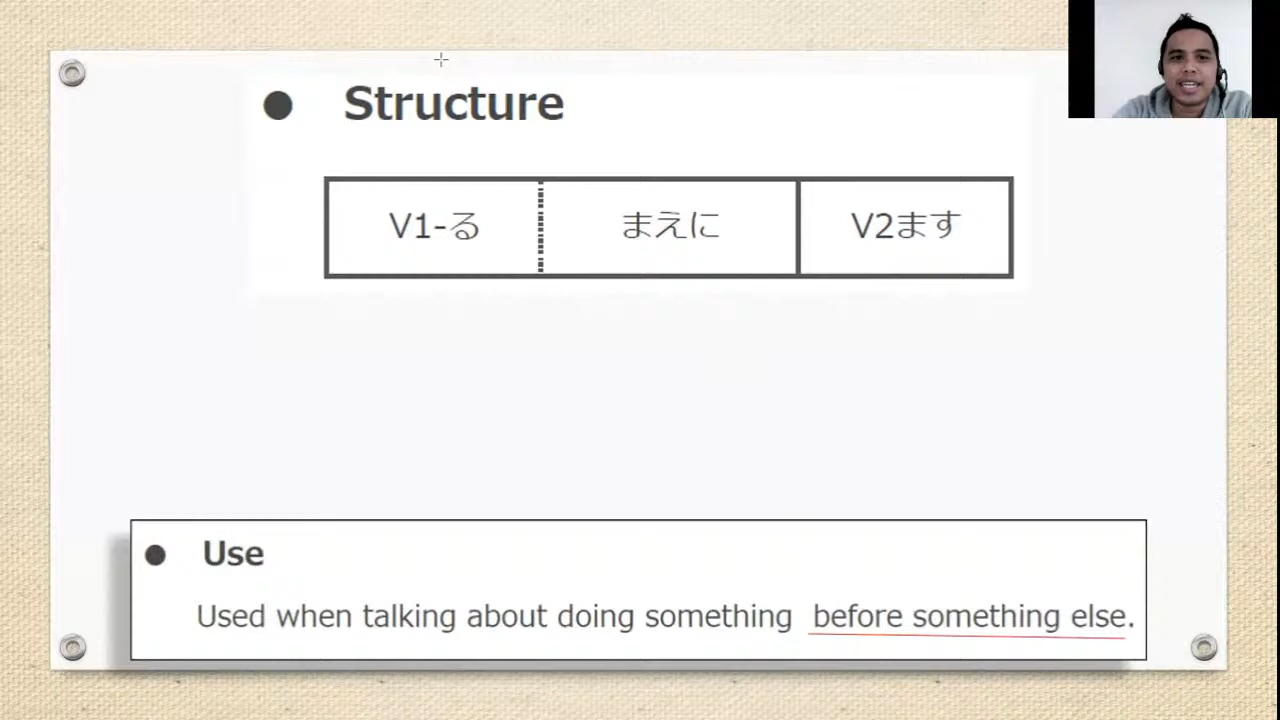 ● Structure
V1-る まえに V2ます
● Use
Used when talking about doing something before something else.